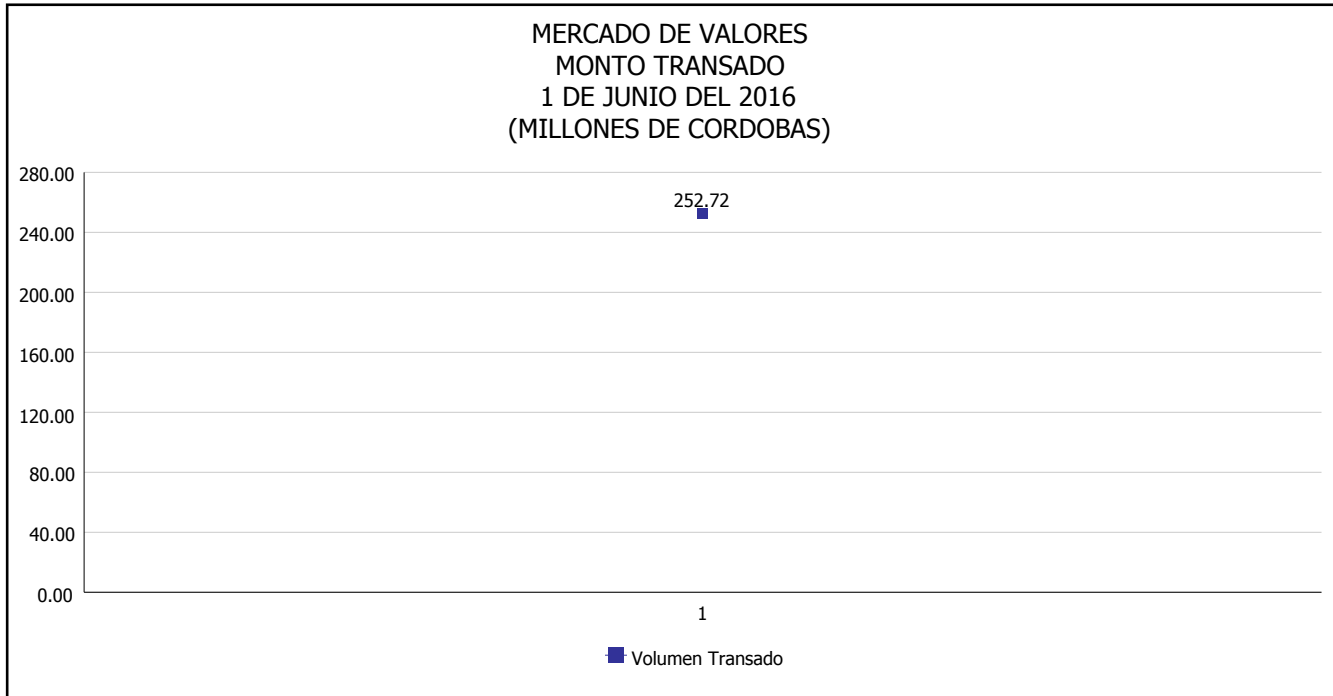 MERCADO DE VALORES
MONTO TRANSADO
1 DE JUNIO DEL 2016
(MILLONES DE CORDOBAS)
280.00
252.72
240.00
200.00
160.00
120.00
80.00
40.00
0.00
1
Volumen Transado